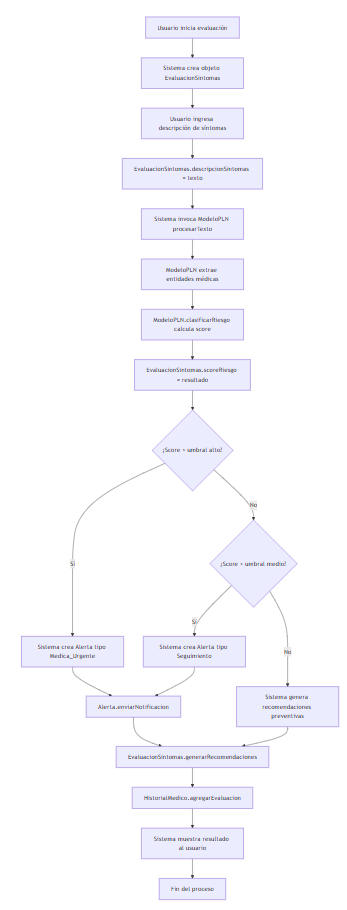 Usuario inicia evaluación
Sistema crea objeto
EvaluacionSintomas
Usuario ingresa
descripción de síntomas
EvaluacionSintomas.descripcionSintomas
= texto
Sistema invoca ModeloPLN
procesarTexto
ModeloPLN extrae
entidades médicas
ModeloPLN.clasificarRiesgo
calcula score
EvaluacionSintomas.scoreRiesgo
= resultado
¿Score > umbral alto?
No
¿Score > umbral medio?
Sí
Sí
No
Sistema crea Alerta tipo
Medica_Urgente
Sistema crea Alerta tipo
Seguimiento
Sistema genera
recomendaciones
preventivas
Alerta.enviarNotificacion
EvaluacionSintomas.generarRecomendaciones
HistorialMedico.agregarEvaluacion
Sistema muestra resultado
al usuario
Fin del proceso